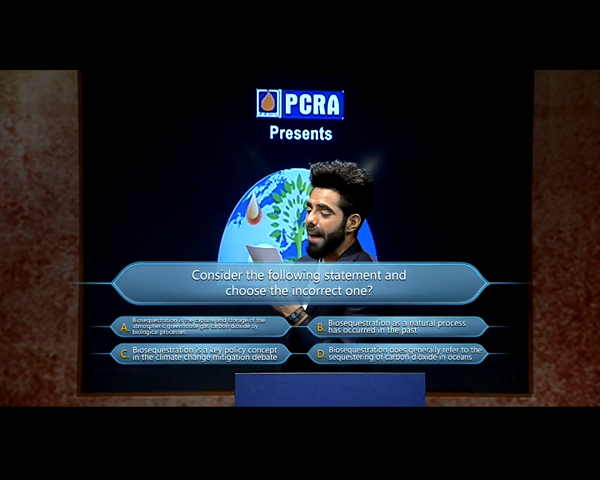 PCRA
Presents
Consider the following statement and
choose the incorrect one?
A. Biosequestration is the capture and storage of the
atmospheric greenhouse gas carbon dioxide by
biological processes
B. Biosequestration as a natural process
has occurred in the past
C. Biosequestration is a key policy concept
in the climate change mitigation debate
D. Biosequestration does generally refer to the
sequestering of carbon dioxide in oceans